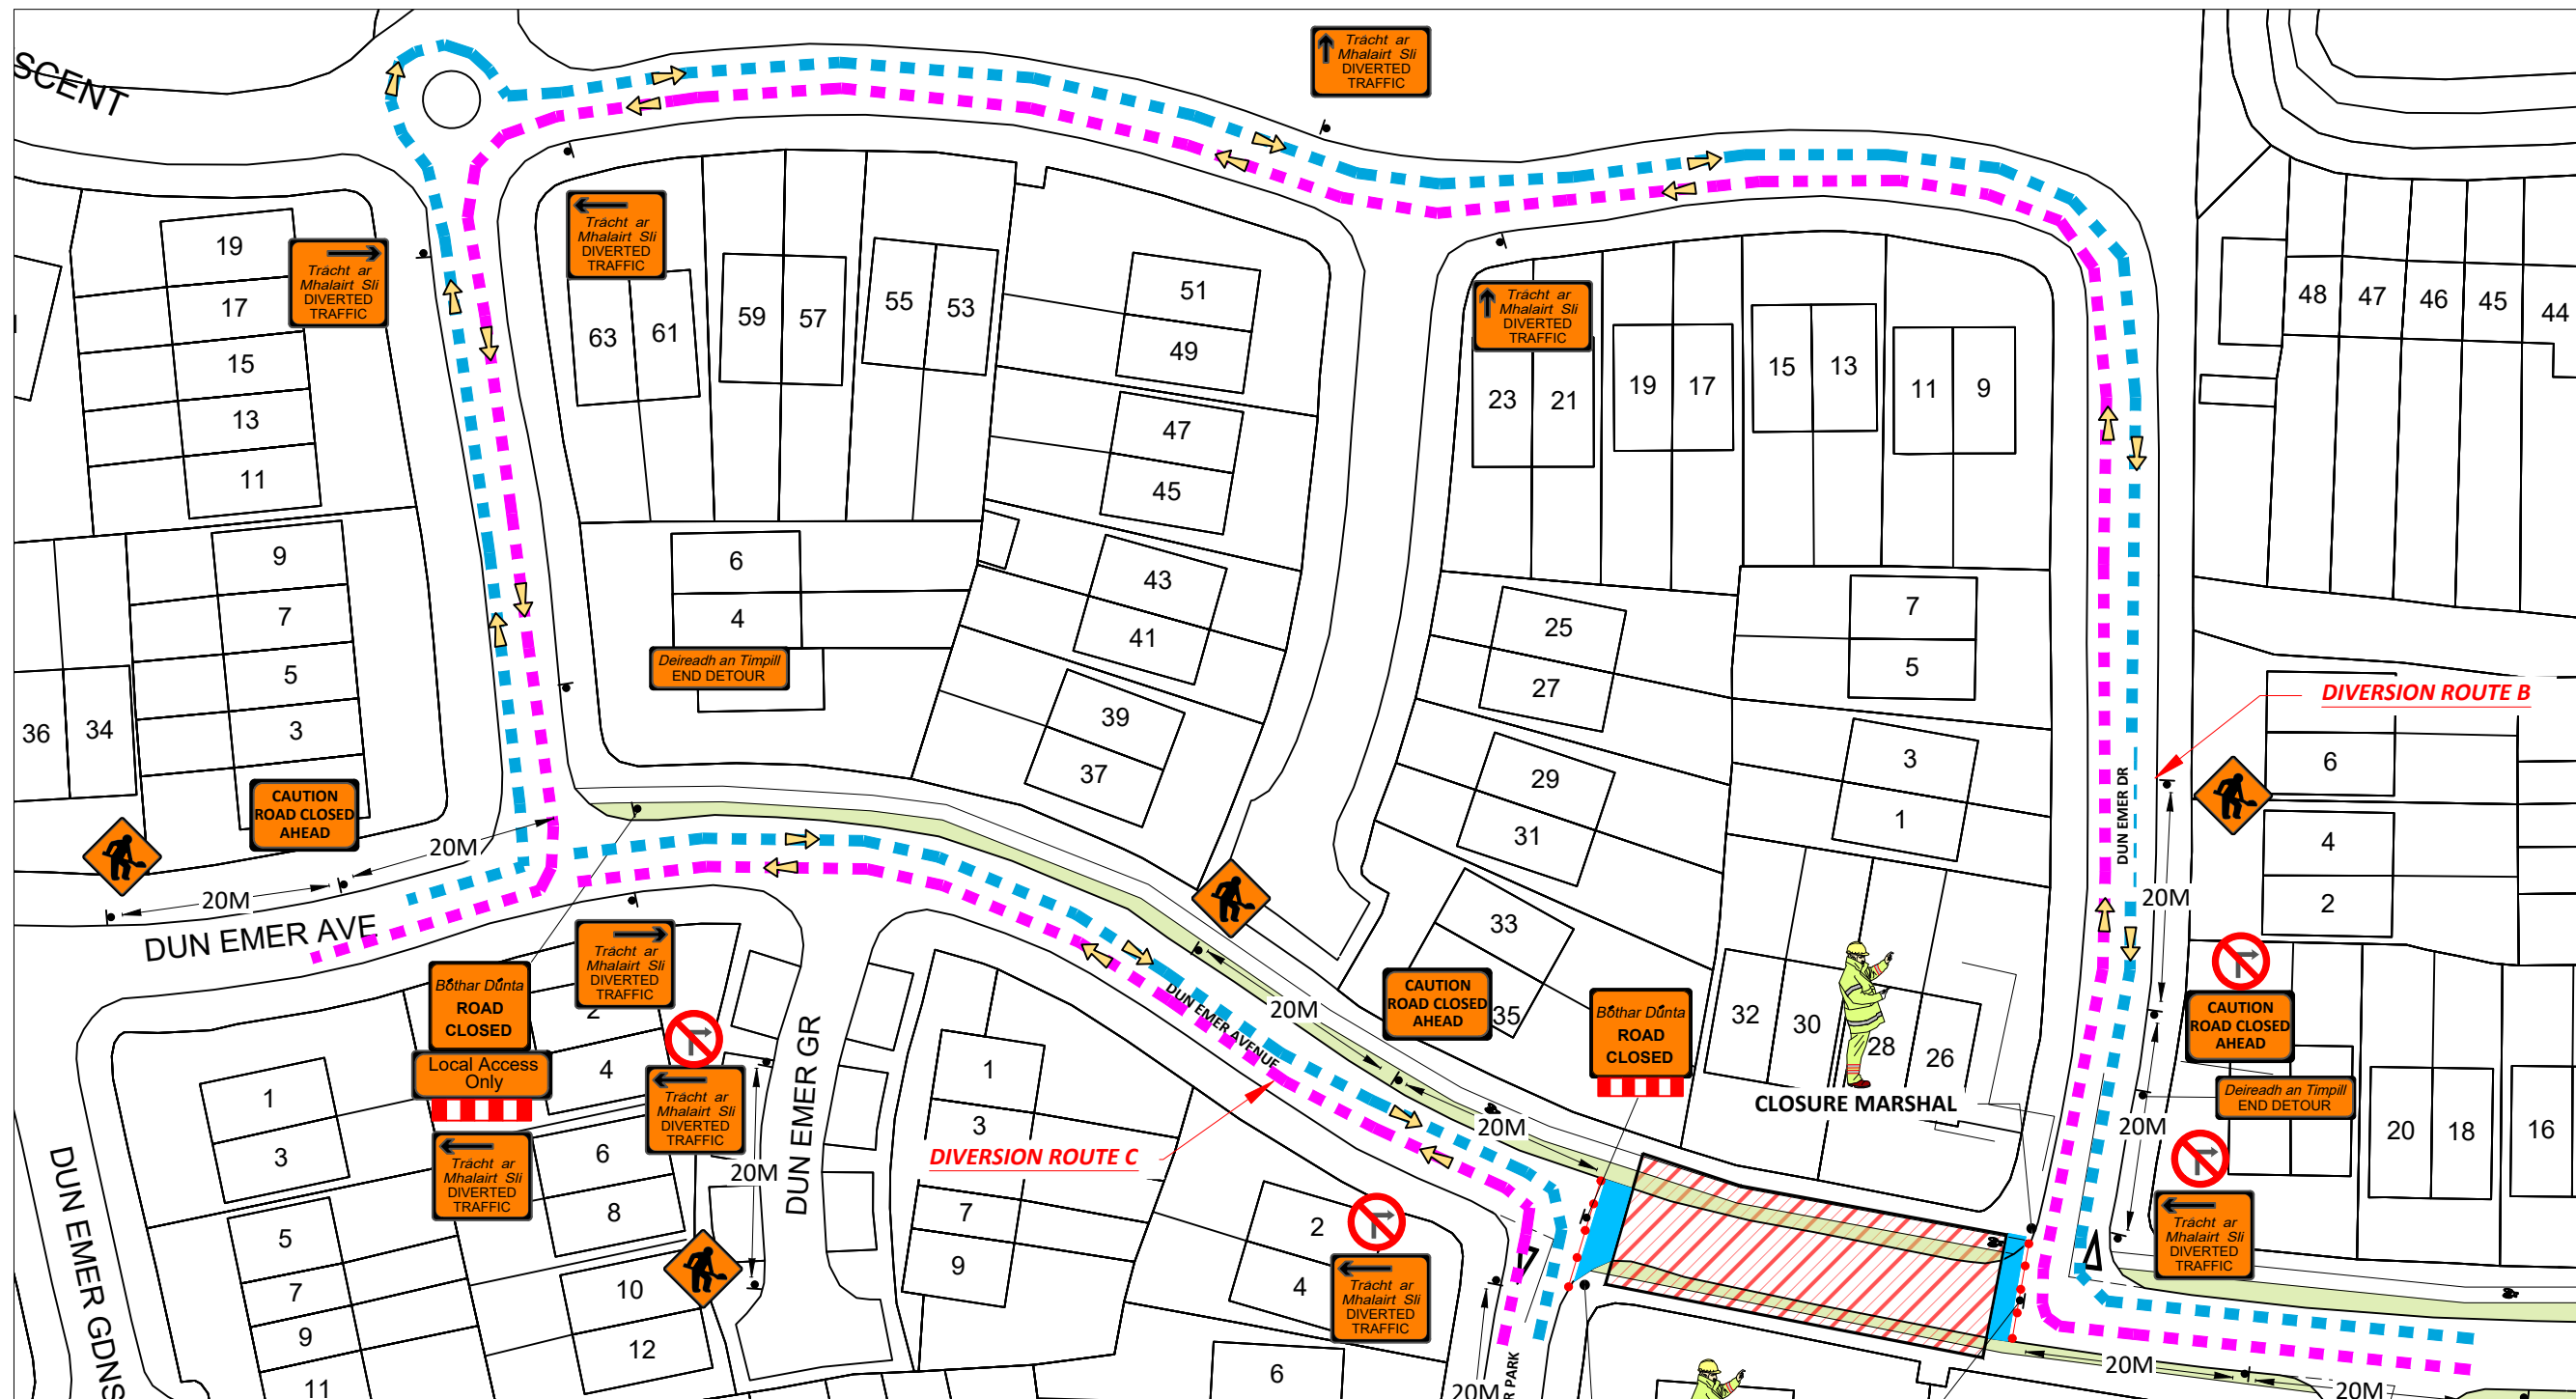 SCENT
Trácht ar
Mhalairt Slí
DIVERTED
TRAFFIC
Trácht ar
Mhalairt Slí
DIVERTED
TRAFFIC
Trácht ar
Mhalairt Slí
DIVERTED
TRAFFIC
Trácht ar
Mhalairt Slí
DIVERTED
TRAFFIC
19
17
15
13
11
9
7
5
3
36
34
63
61
59
57
55
53
51
49
47
45
43
41
39
37
6
4
Deireadh an Timpill
END DETOUR
23
21
19
17
15
13
11
9
25
27
29
31
33
35
7
5
3
1
32
30
28
26
48
47
46
45
44
DIVERSION ROUTE B
6
4
2
DUN EMER DR
20M
CAUTION
ROAD CLOSED
AHEAD
20M
20M
DUN EMER AVE
Bóthar Dúnta
ROAD
CLOSED
Local Access
Only
Trácht ar
Mhalairt Slí
DIVERTED
TRAFFIC
Trácht ar
Mhalairt Slí
DIVERTED
TRAFFIC
2
4
6
8
10
12
Trácht ar
Mhalairt Slí
DIVERTED
TRAFFIC
20M
DUN EMER GR
1
3
5
7
9
11
DUN EMER GDNS
1
3
7
9
DIVERSION ROUTE C
DUN EMER AVENUE
20M
CAUTION
ROAD CLOSED
AHEAD
Bóthar Dúnta
ROAD
CLOSED
20M
CLOSURE MARSHAL
2
4
6
Trácht ar
Mhalairt Slí
DIVERTED
TRAFFIC
20M
R PARK
CAUTION
ROAD CLOSED
AHEAD
Deireadh an Timpill
END DETOUR
20M
20
18
16
Trácht ar
Mhalairt Slí
DIVERTED
TRAFFIC
20M
20M